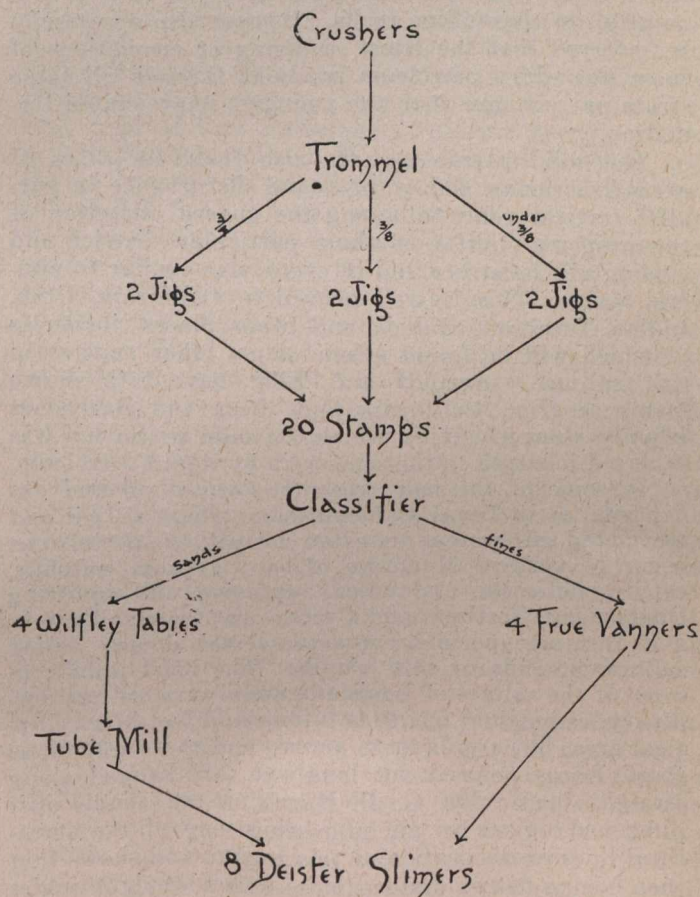 Crushers
Trommel
3/4
3/8
under
3/8
2 Jigs
2 Jigs
2 Jigs
20 Stamps
Classifier
sands
fines
4 Wilfley Tables
4 Frue Vanners
Tube Mill
8 Deister Slimers